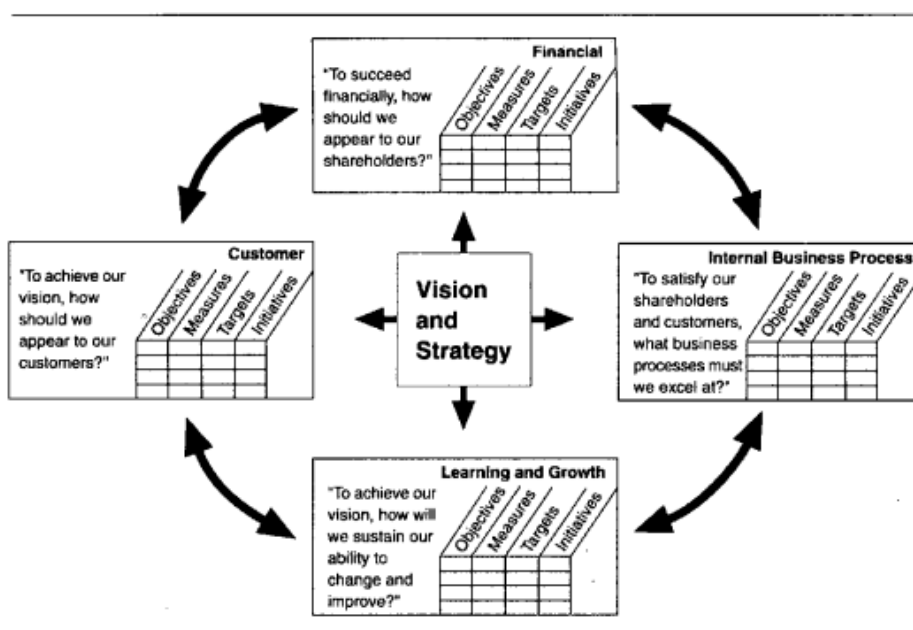 Financial
"To succeed
financially, how
should we
appear to our
shareholders?"
Objectives
Measures
Targets
Initiatives
Customer
"To achieve our
vision, how
should we
appear to our
customers?"
Objectives
Measures
Targets
Initiatives
Vision
and
Strategy
Internal Business Process
"To satisfy our
shareholders
and customers,
what business
processes must
we excel at?"
Objectives
Measures
Targets
Initiatives
Learning and Growth
"To achieve our
vision, how will
we sustain our
ability to
change and
improve?"
Objectives
Measures
Targets
Initiatives